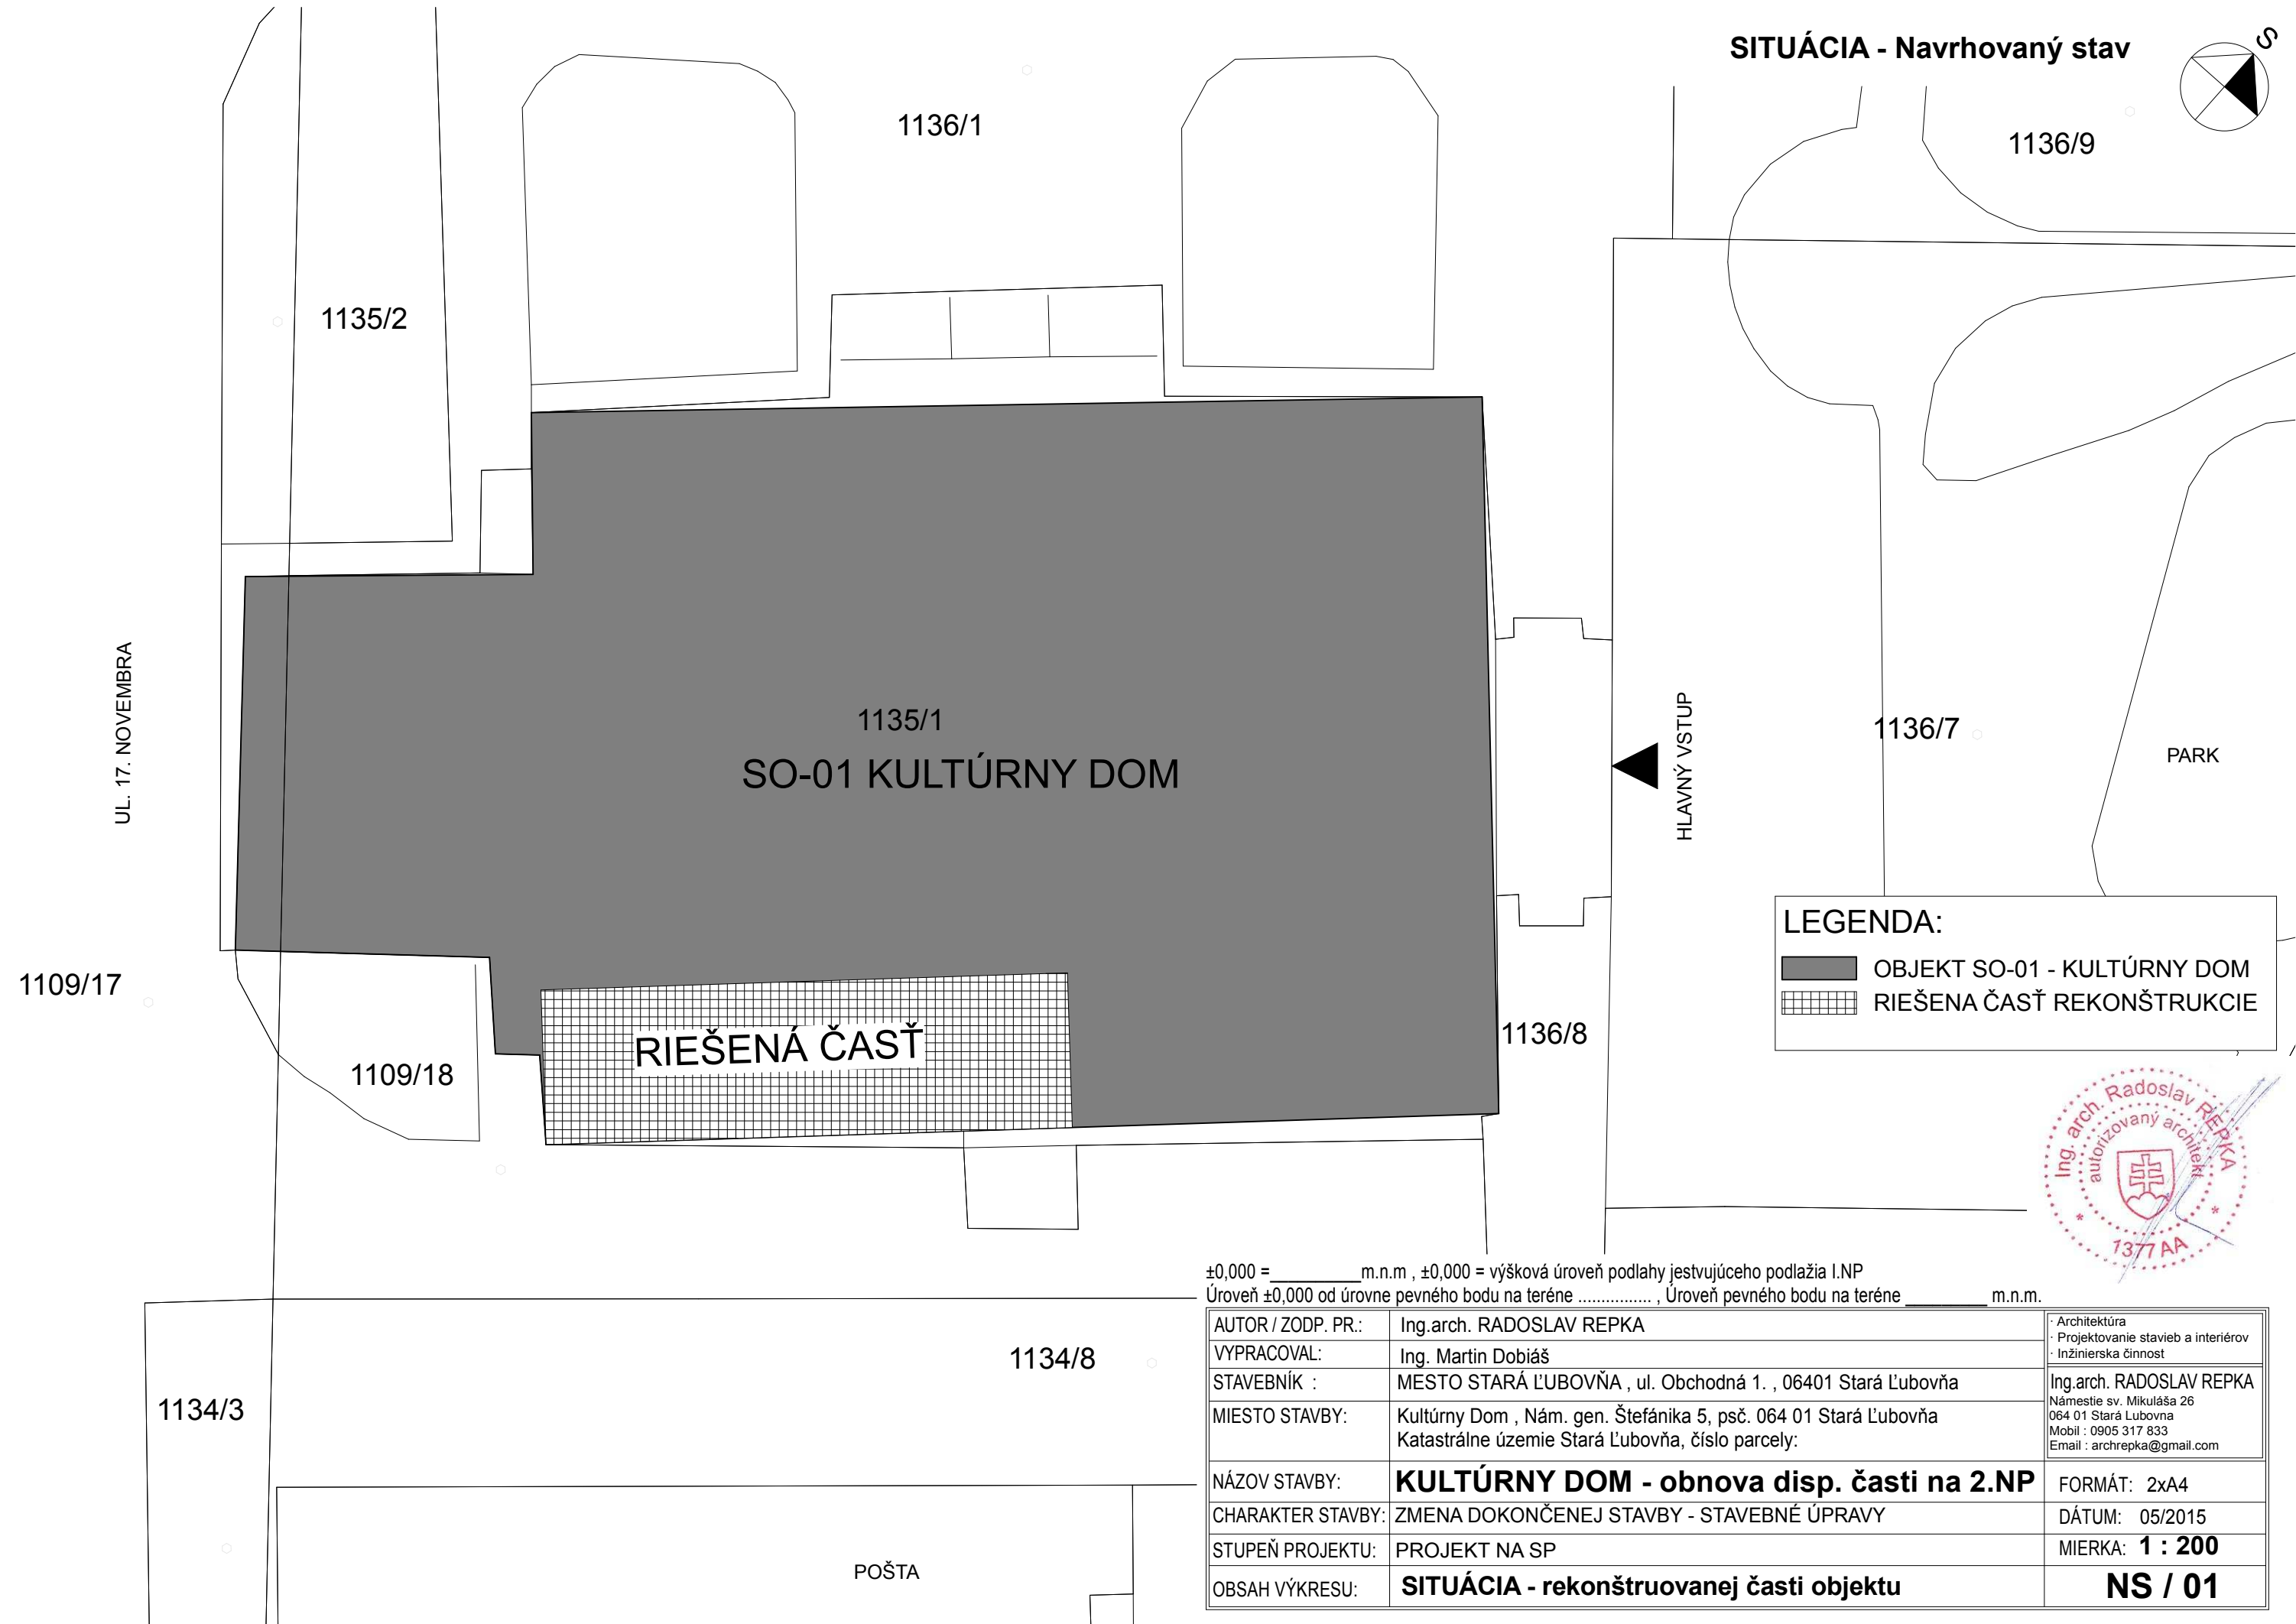 SITUÁCIA - Navrhovaný stav
S
1136/1
1136/9
1135/2
UL. 17. NOVEMBRA
1135/1
SO-01 KULTÚRNY DOM
HLAVNÝ VSTUP
1136/7
PARK
1109/17
1109/18
RIEŠENÁ ČASŤ
1136/8
LEGENDA:
OBJEKT SO-01 - KULTÚRNY DOM
RIEŠENA ČASŤ REKONŠTRUKCIE
Ing. arch. Radoslav REPKA
autorizovaný architekt
* 1377 AA *
1134/8
1134/3
POŠTA
±0,000 =__________m.n.m , ±0,000 = výšková úroveň podlahy jestvujúceho podlažia I.NP
Úroveň ±0,000 od úrovne pevného bodu na teréne ................ , Úroveň pevného bodu na teréne _________ m.n.m.
AUTOR / ZODP. PR.: Ing.arch. RADOSLAV REPKA
VYPRACOVAL: Ing. Martin Dobiáš
STAVEBNÍK : MESTO STARÁ ĽUBOVŇA , ul. Obchodná 1. , 06401 Stará Ľubovňa
MIESTO STAVBY: Kultúrny Dom , Nám. gen. Štefánika 5, psč. 064 01 Stará Ľubovňa
Katastrálne územie Stará Ľubovňa, číslo parcely:
NÁZOV STAVBY: KULTÚRNY DOM - obnova disp. časti na 2.NP
CHARAKTER STAVBY: ZMENA DOKONČENEJ STAVBY - STAVEBNÉ ÚPRAVY
STUPEŇ PROJEKTU: PROJEKT NA SP
OBSAH VÝKRESU: SITUÁCIA - rekonštruovanej časti objektu
· Architektúra
· Projektovanie stavieb a interiérov
· Inžinierska činnost
Ing.arch. RADOSLAV REPKA
Námestie sv. Mikuláša 26
064 01 Stará Lubovna
Mobil : 0905 317 833
Email : archrepka@gmail.com
FORMÁT: 2xA4
DÁTUM: 05/2015
MIERKA: 1 : 200
NS / 01